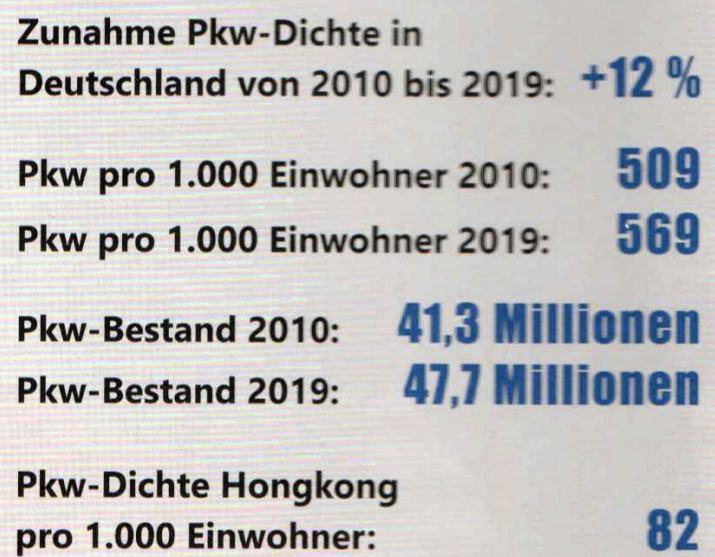 Zunahme Pkw-Dichte in
Deutschland von 2010 bis 2019: +12 %
Pkw pro 1.000 Einwohner 2010: 509
Pkw pro 1.000 Einwohner 2019: 569
Pkw-Bestand 2010: 41,3 Millionen
Pkw-Bestand 2019: 47,7 Millionen
Pkw-Dichte Hongkong
pro 1.000 Einwohner: 82